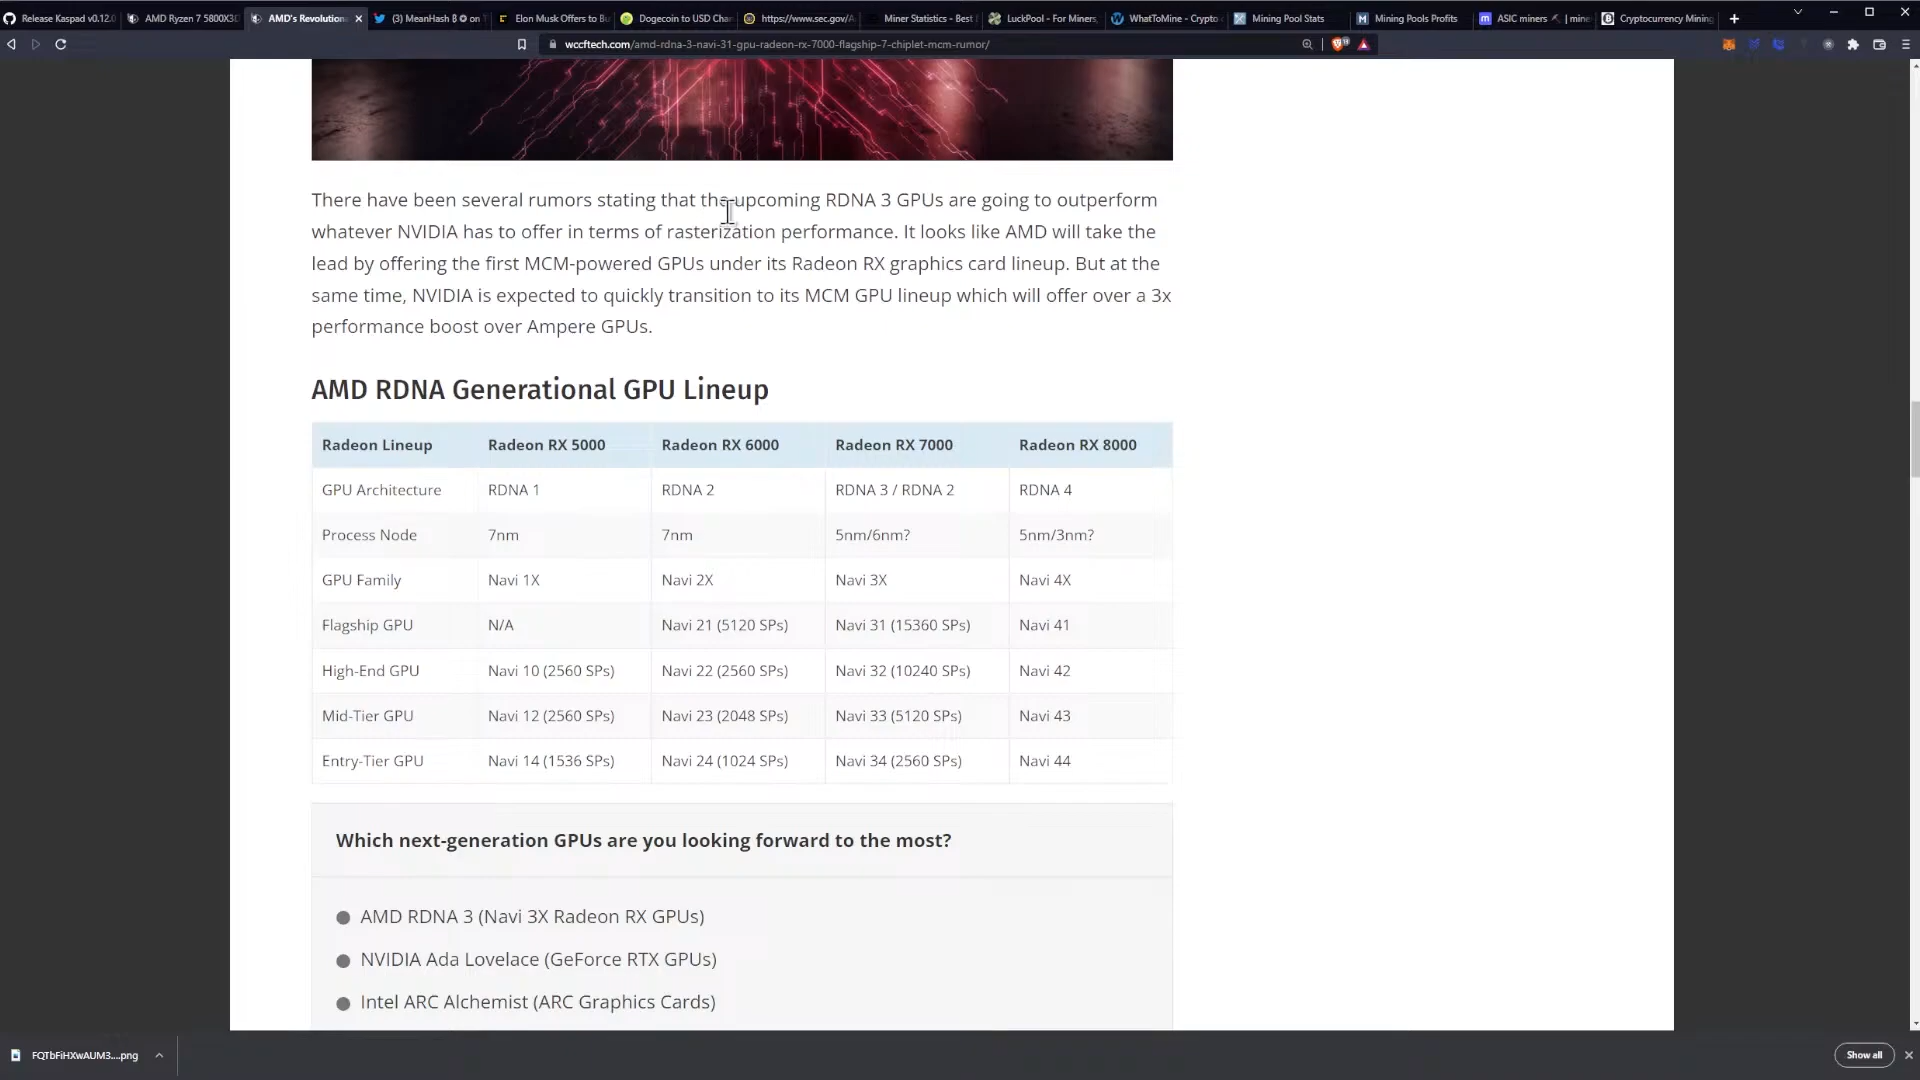 Release Kaspad v0.12.0
AMD Ryzen 7 5800X3D
AMD's Revolution
(3) MeanHash ₿ on T
Elon Musk Offers to Bu
Dogecoin to USD Chart
https://www.sec.gov/A
Miner Statistics - Best
LuckPool - For Miners,
WhatToMine - Crypto c
Mining Pool Stats
Mining Pools Profits
ASIC miners ⛏ | mine
Cryptocurrency Mining
wccftech.com/amd-rdna-3-navi-31-gpu-radeon-rx-7000-flagship-7-chiplet-mcm-rumor/
There have been several rumors stating that the upcoming RDNA 3 GPUs are going to outperform
whatever NVIDIA has to offer in terms of rasterization performance. It looks like AMD will take the
lead by offering the first MCM-powered GPUs under its Radeon RX graphics card lineup. But at the
same time, NVIDIA is expected to quickly transition to its MCM GPU lineup which will offer over a 3x
performance boost over Ampere GPUs.
AMD RDNA Generational GPU Lineup
Radeon Lineup Radeon RX 5000 Radeon RX 6000 Radeon RX 7000 Radeon RX 8000
GPU Architecture RDNA 1 RDNA 2 RDNA 3 / RDNA 2 RDNA 4
Process Node 7nm 7nm 5nm/6nm? 5nm/3nm?
GPU Family Navi 1X Navi 2X Navi 3X Navi 4X
Flagship GPU N/A Navi 21 (5120 SPs) Navi 31 (15360 SPs) Navi 41
High-End GPU Navi 10 (2560 SPs) Navi 22 (2560 SPs) Navi 32 (10240 SPs) Navi 42
Mid-Tier GPU Navi 12 (2560 SPs) Navi 23 (2048 SPs) Navi 33 (5120 SPs) Navi 43
Entry-Tier GPU Navi 14 (1536 SPs) Navi 24 (1024 SPs) Navi 34 (2560 SPs) Navi 44
Which next-generation GPUs are you looking forward to the most?
AMD RDNA 3 (Navi 3X Radeon RX GPUs)
NVIDIA Ada Lovelace (GeForce RTX GPUs)
Intel ARC Alchemist (ARC Graphics Cards)
FQTbFiHXwAUM3....png
Show all